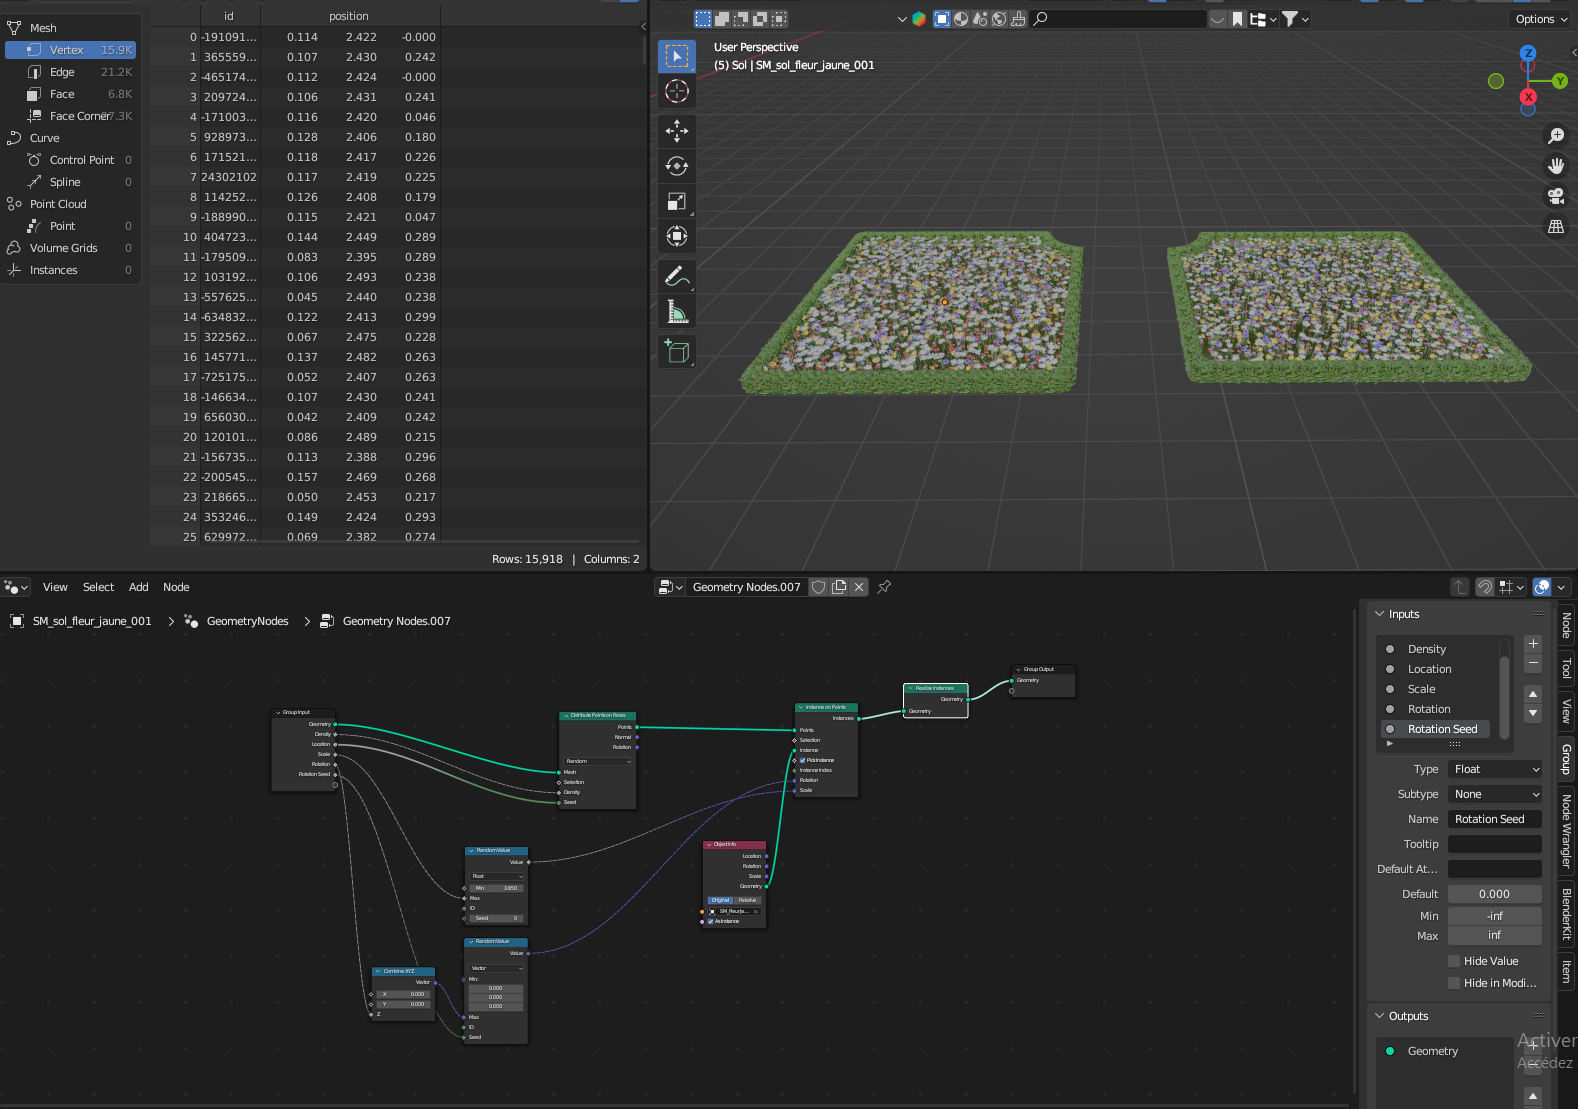 id position
Mesh
Vertex 15.9K
Edge 21.2K
Face 6.8K
Face Corner 27.3K
Curve
Control Point 0
Spline 0
Point Cloud
Point 0
Volume Grids 0
Instances 0
0 -191091... 0.114 2.422 -0.000
1 365559... 0.107 2.430 0.242
2 -465174... 0.112 2.424 -0.000
3 209724... 0.106 2.431 0.241
4 -171003... 0.116 2.420 0.046
5 928973... 0.128 2.406 0.180
6 171521... 0.118 2.417 0.226
7 24302102 0.117 2.419 0.225
8 114252... 0.126 2.408 0.179
9 -188990... 0.115 2.421 0.047
10 404723... 0.144 2.449 0.289
11 -179509... 0.083 2.395 0.289
12 103192... 0.106 2.493 0.238
13 -557625... 0.045 2.440 0.238
14 -634832... 0.122 2.413 0.299
15 322562... 0.067 2.475 0.228
16 145771... 0.137 2.482 0.263
17 -725175... 0.052 2.407 0.263
18 -146634... 0.107 2.430 0.241
19 656030... 0.042 2.409 0.242
20 120101... 0.086 2.489 0.215
21 -156735... 0.113 2.388 0.296
22 -200545... 0.157 2.469 0.268
23 218665... 0.050 2.453 0.217
24 353246... 0.149 2.424 0.293
25 629972... 0.069 2.382 0.274
Rows: 15,918 | Columns: 2
Options
User Perspective
(5) Sol | SM_sol_fleur_jaune_001
Z
Y
X
View Select Add Node
Geometry Nodes.007
SM_sol_fleur_jaune_001 > GeometryNodes > Geometry Nodes.007
Group Input
Geometry
Density
Location
Scale
Rotation
Rotation Seed
Distribute Points on Faces
Points
Normal
Rotation
Random
Mesh
Selection
Density
Seed
Instance on Points
Instances
Points
Selection
Instance
Pick Instance
Instance Index
Rotation
Scale
Realize Instances
Geometry
Geometry
Group Output
Geometry
Random Value
Value
Float
Min 3.850
Max
ID
Seed 0
Object Info
Location
Rotation
Scale
Geometry
Original Relative
SM_fleurja...
As Instance
Random Value
Value
Vector
Min:
0.000
0.000
0.000
Max
ID
Seed
Combine XYZ
Vector
X 0.000
Y 0.000
Z
Inputs
Density
Location
Scale
Rotation
Rotation Seed
Type Float
Subtype None
Name Rotation Seed
Tooltip
Default At...
Default 0.000
Min -inf
Max inf
Hide Value
Hide in Modi...
Outputs
Geometry
Node
Tool
View
Group
Node Wrangler
BlenderKit
Item
Activer
Accédez